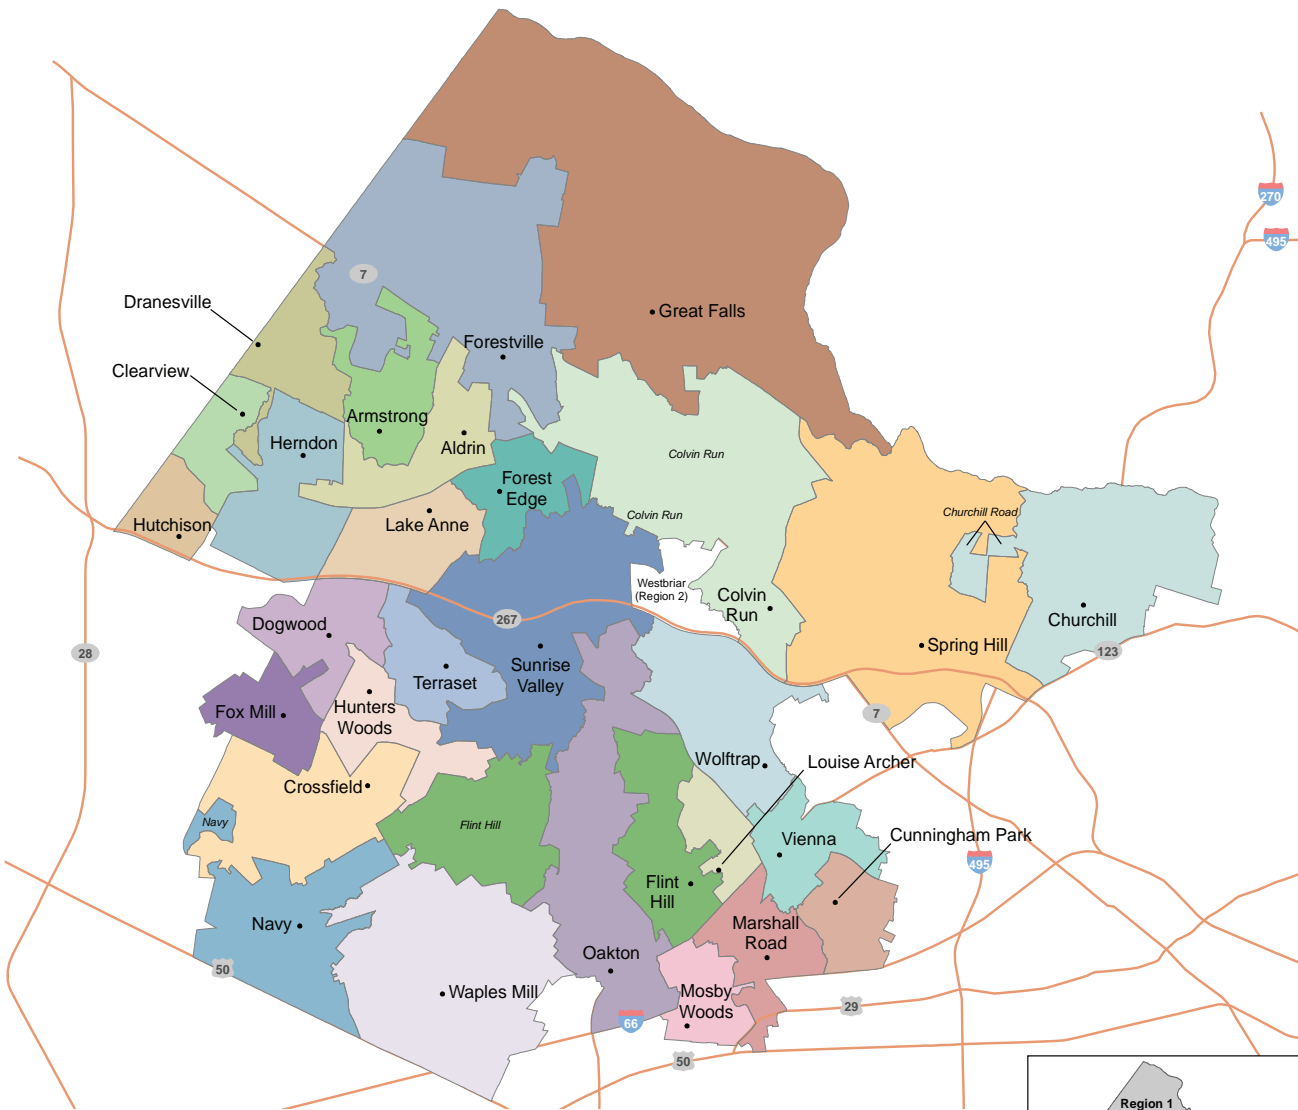 270
495
7
Dranesville
Great Falls
Forestville
Clearview
Armstrong
Herndon
Aldrin
Colvin Run
Forest
Edge
Hutchison
Lake Anne
Colvin Run
Churchill Road
Westbriar
(Region 2)
Colvin
Run
Churchill
267
Dogwood
28
Spring Hill
123
Sunrise
Valley
Terraset
Fox Mill
Hunters
Woods
7
Wolftrap
Louise Archer
Crossfield
Navy
Flint Hill
Vienna
Cunningham Park
495
Flint
Hill
Navy
Marshall
Road
Oakton
50
Waples Mill
Mosby
Woods
29
66
50
Region 1